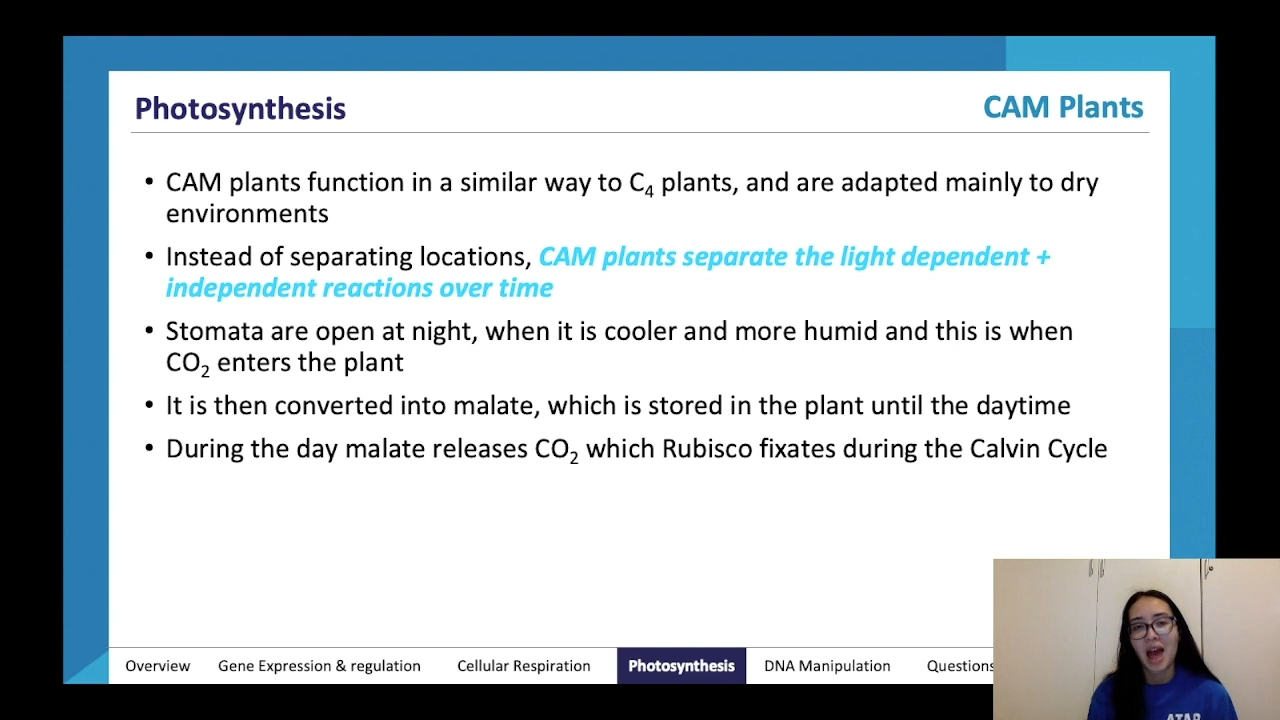 Photosynthesis
CAM Plants
• CAM plants function in a similar way to C₄ plants, and are adapted mainly to dry
environments
• Instead of separating locations, CAM plants separate the light dependent +
independent reactions over time
• Stomata are open at night, when it is cooler and more humid and this is when
CO₂ enters the plant
• It is then converted into malate, which is stored in the plant until the daytime
• During the day malate releases CO₂ which Rubisco fixates during the Calvin Cycle
Overview Gene Expression & regulation Cellular Respiration Photosynthesis DNA Manipulation Questions
ATAR